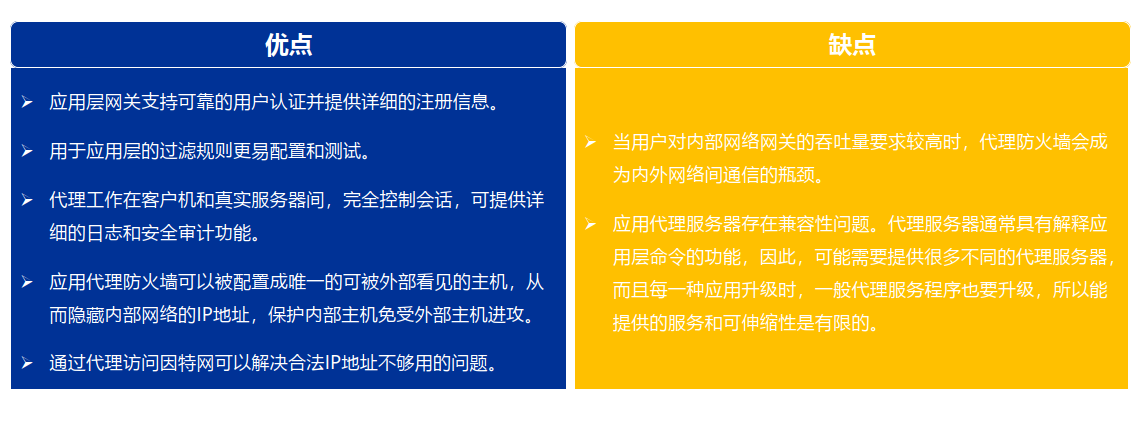 优点
应用层网关支持可靠的用户认证并提供详细的注册信息。
用于应用层的过滤规则更易配置和测试。
代理工作在客户机和真实服务器间，完全控制会话，可提供详
细的日志和安全审计功能。
应用代理防火墙可以被配置成唯一的可被外部看见的主机，从
而隐藏内部网络的IP地址，保护内部主机免受外部主机进攻。
通过代理访问因特网可以解决合法IP地址不够用的问题。
缺点
当用户对内部网络网关的吞吐量要求较高时，代理防火墙会成
为内外网络间通信的瓶颈。
应用代理服务器存在兼容性问题。代理服务器通常具有解释应
用层命令的功能，因此，可能需要提供很多不同的代理服务器，
而且每一种应用升级时，一般代理服务程序也要升级，所以能
提供的服务和可伸缩性是有限的。